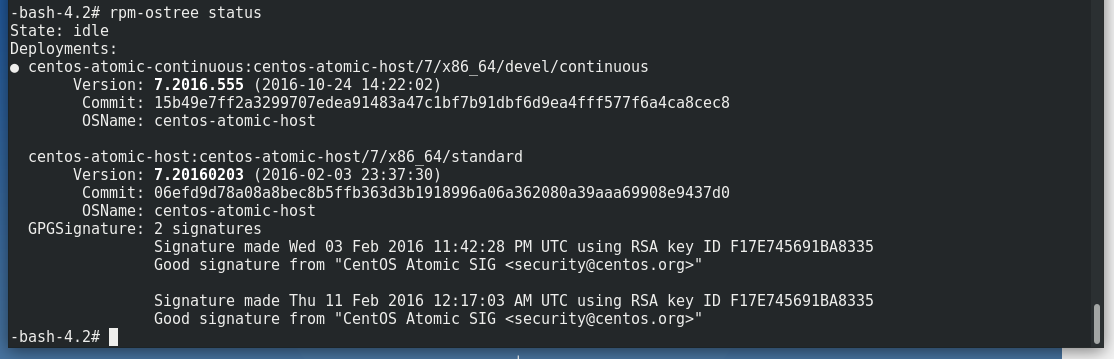 -bash-4.2# rpm-ostree status
State: idle
Deployments:
● centos-atomic-continuous:centos-atomic-host/7/x86_64/devel/continuous
Version: 7.2016.555 (2016-10-24 14:22:02)
Commit: 15b49e7ff2a3299707edea91483a47c1bf7b91dbf6d9ea4fff577f6a4ca8cec8
OSName: centos-atomic-host
centos-atomic-host:centos-atomic-host/7/x86_64/standard
Version: 7.20160203 (2016-02-03 23:37:30)
Commit: 06efd9d78a08a8bec8b5ffb363d3b1918996a06a362080a39aaa69908e9437d0
OSName: centos-atomic-host
GPGSignature: 2 signatures
Signature made Wed 03 Feb 2016 11:42:28 PM UTC using RSA key ID F17E745691BA8335
Good signature from "CentOS Atomic SIG <security@centos.org>"
Signature made Thu 11 Feb 2016 12:17:03 AM UTC using RSA key ID F17E745691BA8335
Good signature from "CentOS Atomic SIG <security@centos.org>"
-bash-4.2#